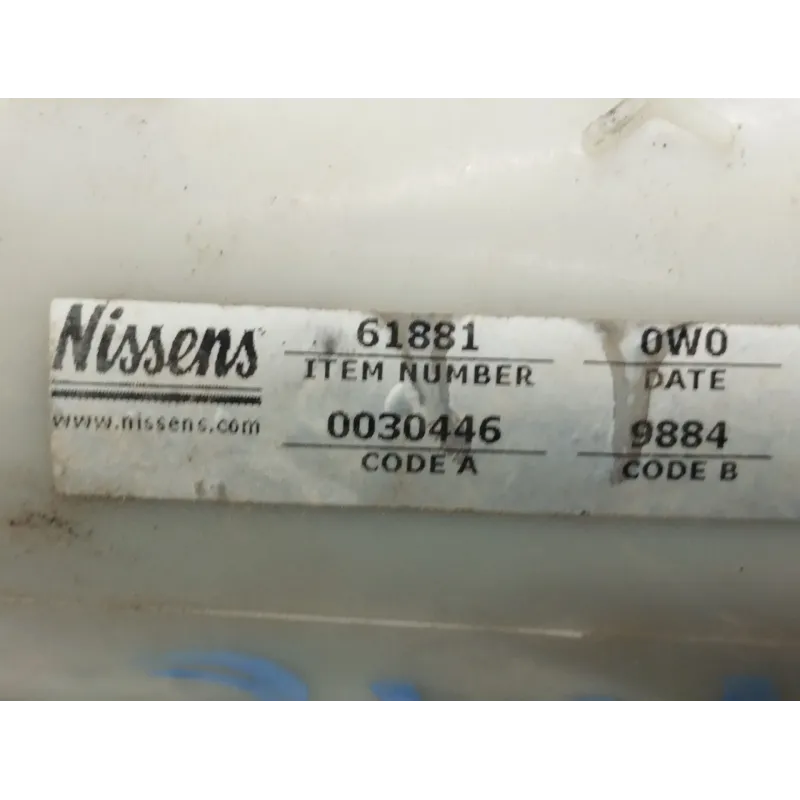 Nissens
www.nissens.com
61881
ITEM NUMBER
0W0
DATE
0030446
CODE A
9884
CODE B